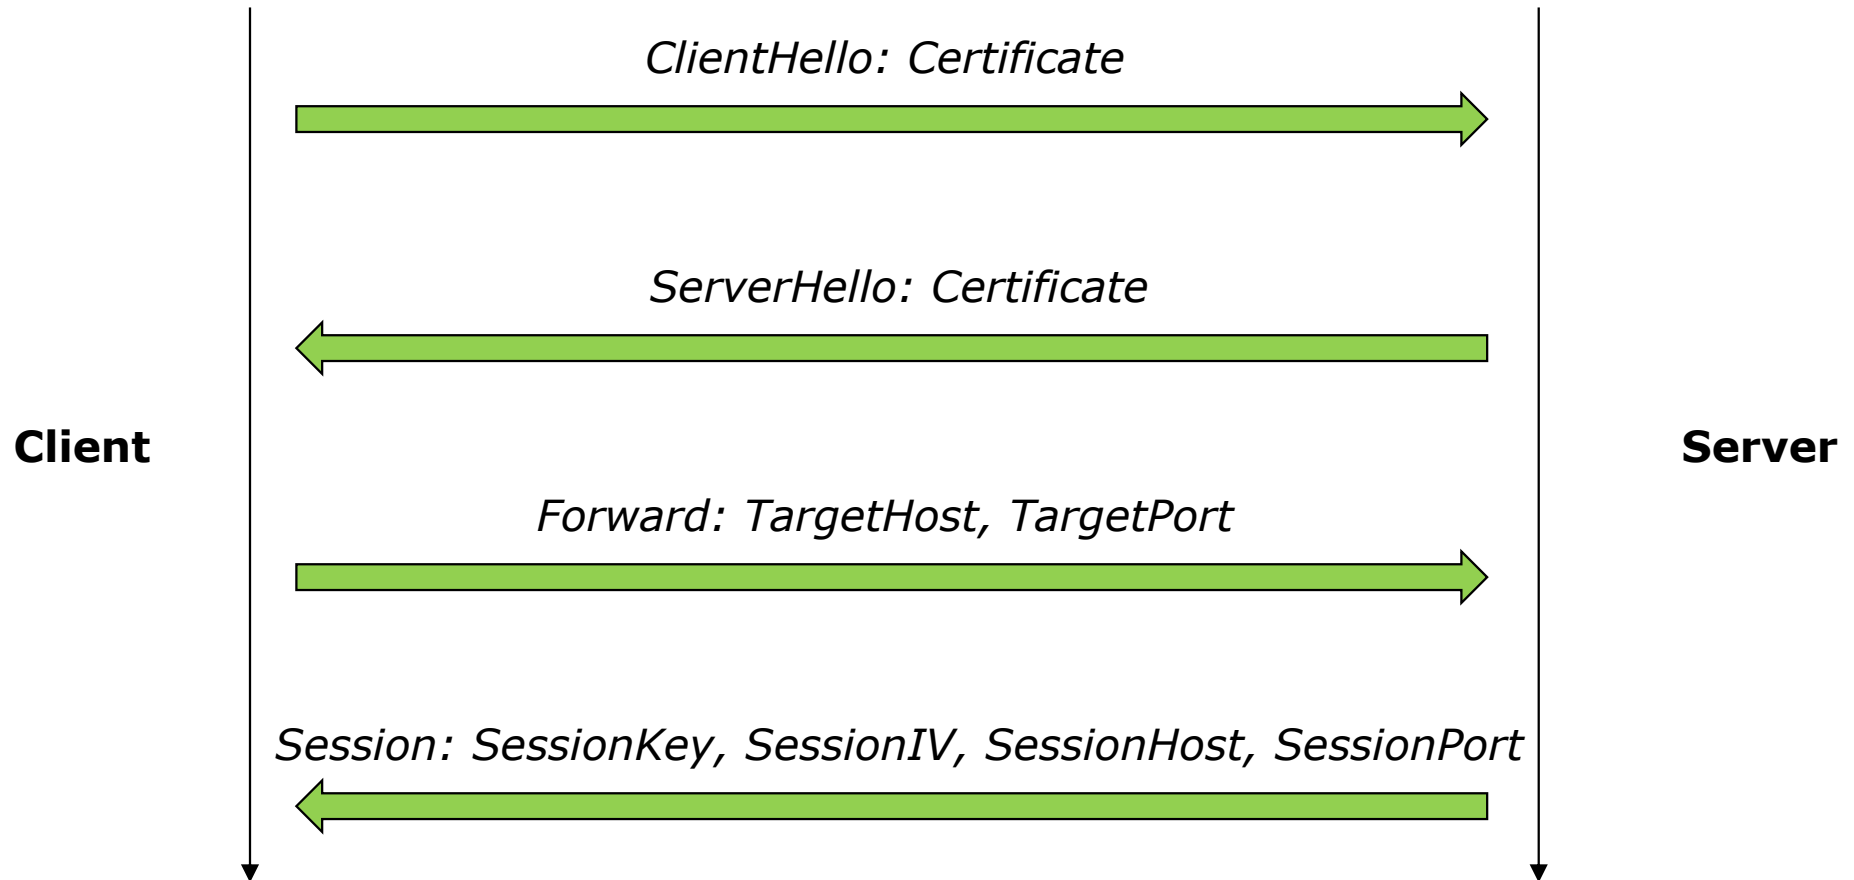 ClientHello: Certificate
ServerHello: Certificate
Client
Server
Forward: TargetHost, TargetPort
Session: SessionKey, SessionIV, SessionHost, SessionPort